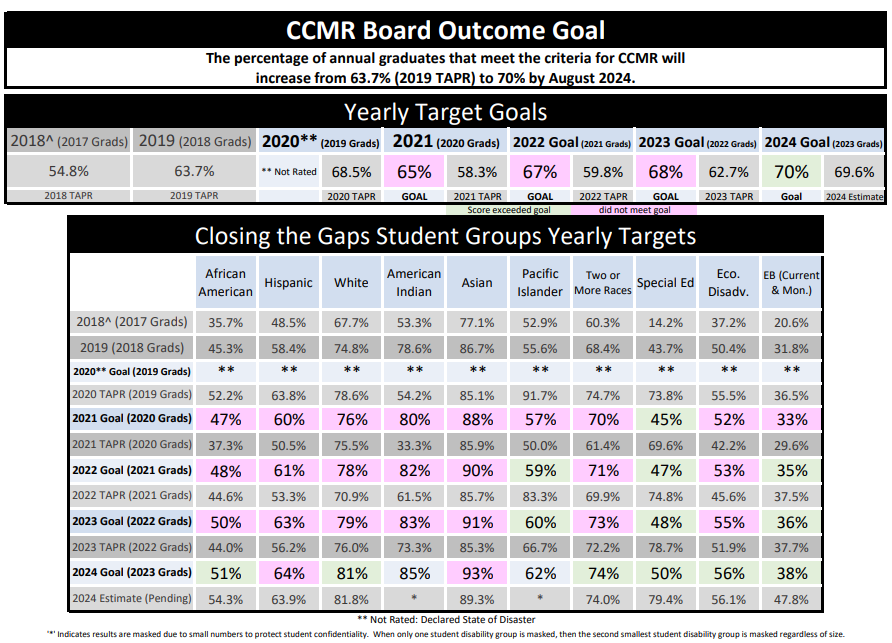 CCMR Board Outcome Goal
The percentage of annual graduates that meet the criteria for CCMR will
increase from 63.7% (2019 TAPR) to 70% by August 2024.
Yearly Target Goals
2018^ (2017 Grads) 2019 (2018 Grads) 2020** (2019 Grads) 2021 (2020 Grads) 2022 Goal (2021 Grads) 2023 Goal (2022 Grads) 2024 Goal (2023 Grads)
54.8% 63.7% ** Not Rated 68.5% 65% 58.3% 67% 59.8% 68% 62.7% 70% 69.6%
2018 TAPR 2019 TAPR 2020 TAPR GOAL 2021 TAPR GOAL 2022 TAPR GOAL 2023 TAPR Goal 2024 Estimate
Score exceeded goal did not meet goal
Closing the Gaps Student Groups Yearly Targets
African American Hispanic White American Indian Asian Pacific Islander Two or More Races Special Ed Eco. Disadv. EB (Current & Mon.)
2018^ (2017 Grads) 35.7% 48.5% 67.7% 53.3% 77.1% 52.9% 60.3% 14.2% 37.2% 20.6%
2019 (2018 Grads) 45.3% 58.4% 74.8% 78.6% 86.7% 55.6% 68.4% 43.7% 50.4% 31.8%
2020** Goal (2019 Grads) ** ** ** ** ** ** ** ** ** **
2020 TAPR (2019 Grads) 52.2% 63.8% 78.6% 54.2% 85.1% 91.7% 74.7% 73.8% 55.5% 36.5%
2021 Goal (2020 Grads) 47% 60% 76% 80% 88% 57% 70% 45% 52% 33%
2021 TAPR (2020 Grads) 37.3% 50.5% 75.5% 33.3% 85.9% 50.0% 61.4% 69.6% 42.2% 29.6%
2022 Goal (2021 Grads) 48% 61% 78% 82% 90% 59% 71% 47% 53% 35%
2022 TAPR (2021 Grads) 44.6% 53.3% 70.9% 61.5% 85.7% 83.3% 69.9% 74.8% 45.6% 37.5%
2023 Goal (2022 Grads) 50% 63% 79% 83% 91% 60% 73% 48% 55% 36%
2023 TAPR (2022 Grads) 44.0% 56.2% 76.0% 73.3% 85.3% 66.7% 72.2% 78.7% 51.9% 37.7%
2024 Goal (2023 Grads) 51% 64% 81% 85% 93% 62% 74% 50% 56% 38%
2024 Estimate (Pending) 54.3% 63.9% 81.8% * 89.3% * 74.0% 79.4% 56.1% 47.8%
** Not Rated: Declared State of Disaster
'*' Indicates results are masked due to small numbers to protect student confidentiality. When only one student disability group is masked, then the second smallest student disability group is masked regardless of size.